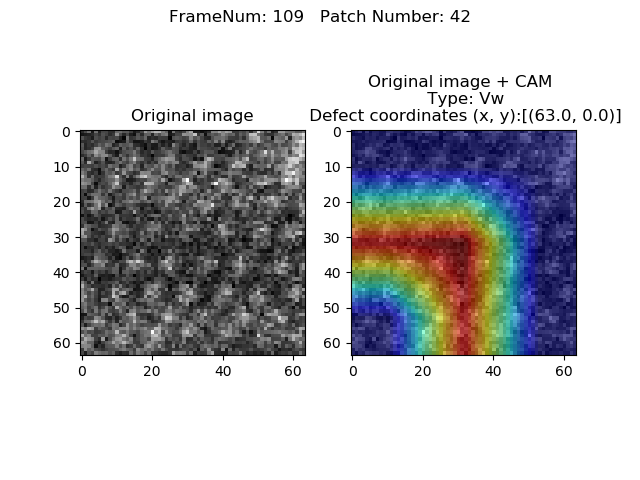 FrameNum: 109   Patch Number: 42
Original image
Original image + CAM
Type: Vw
Defect coordinates (x, y):[(63.0, 0.0)]
0
10
20
30
40
50
60
0 20 40 60
0
10
20
30
40
50
60
0 20 40 60